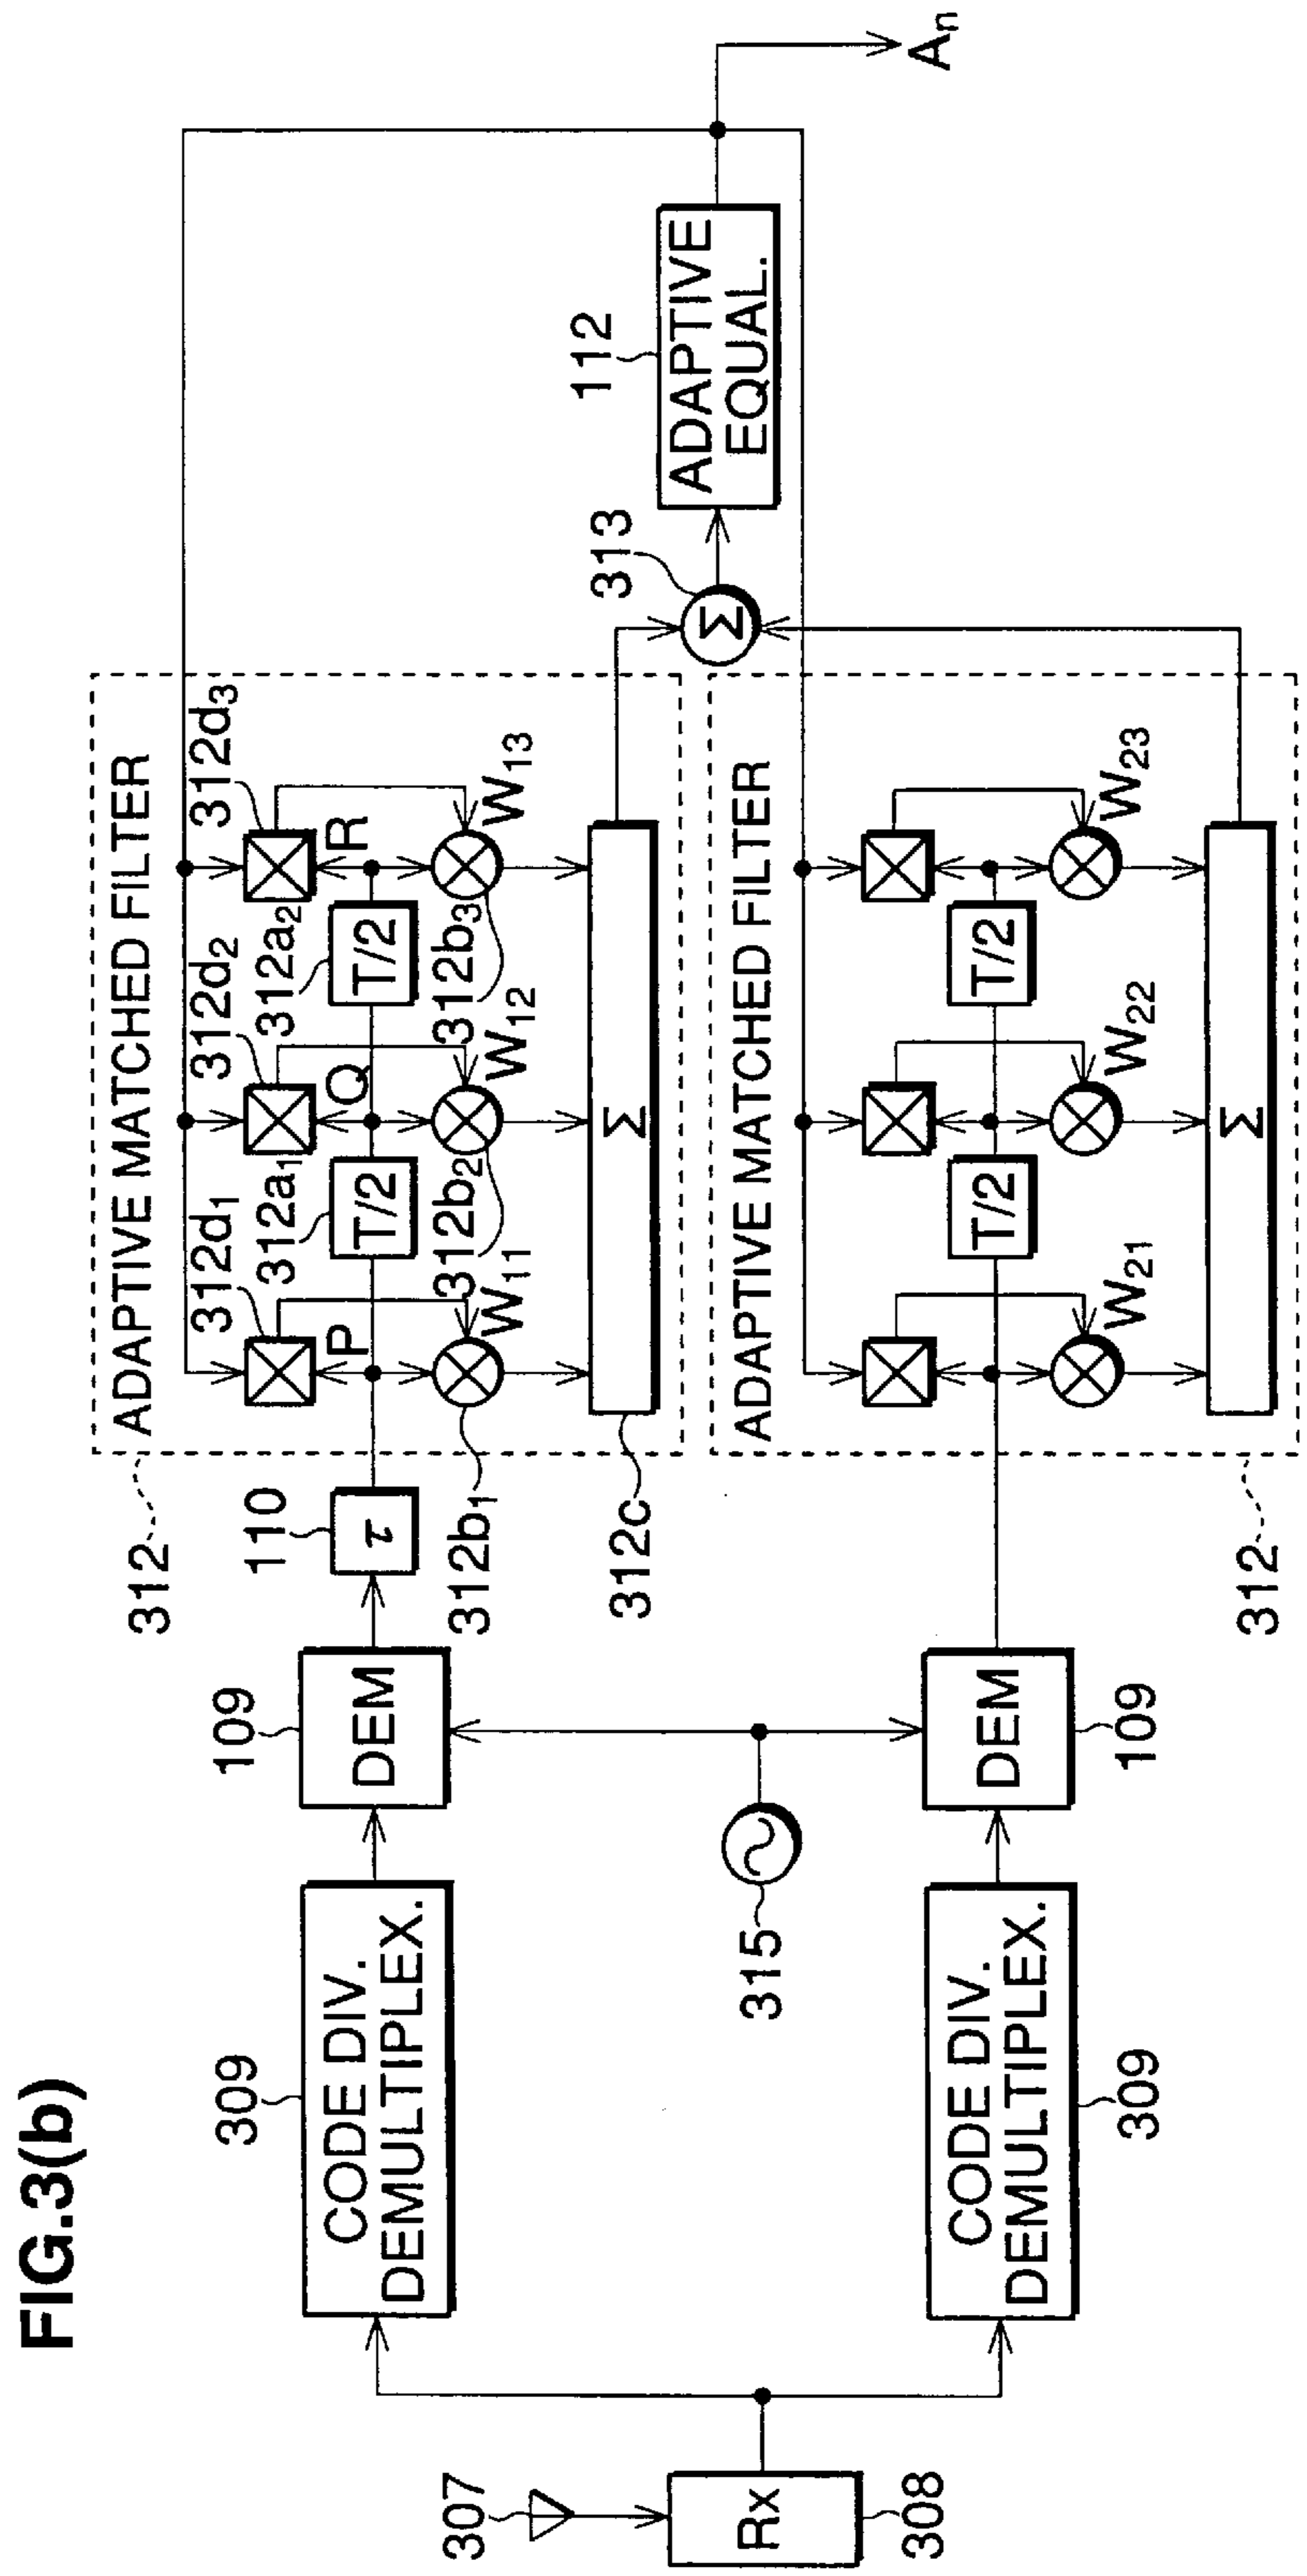 FIG.3(b)
307
Rx
308
309
CODE DIV.
DEMULTIPLEX.
CODE DIV.
DEMULTIPLEX.
309
109
DEM
315
DEM
109
110
τ
312
ADAPTIVE MATCHED FILTER
312d1
312d2
312d3
312a1
312a2
P
Q
R
T/2
T/2
312b1
312b2
312b3
W11
W12
W13
312c
Σ
312
ADAPTIVE MATCHED FILTER
T/2
T/2
W21
W22
W23
Σ
313
Σ
112
ADAPTIVE
EQUAL.
An